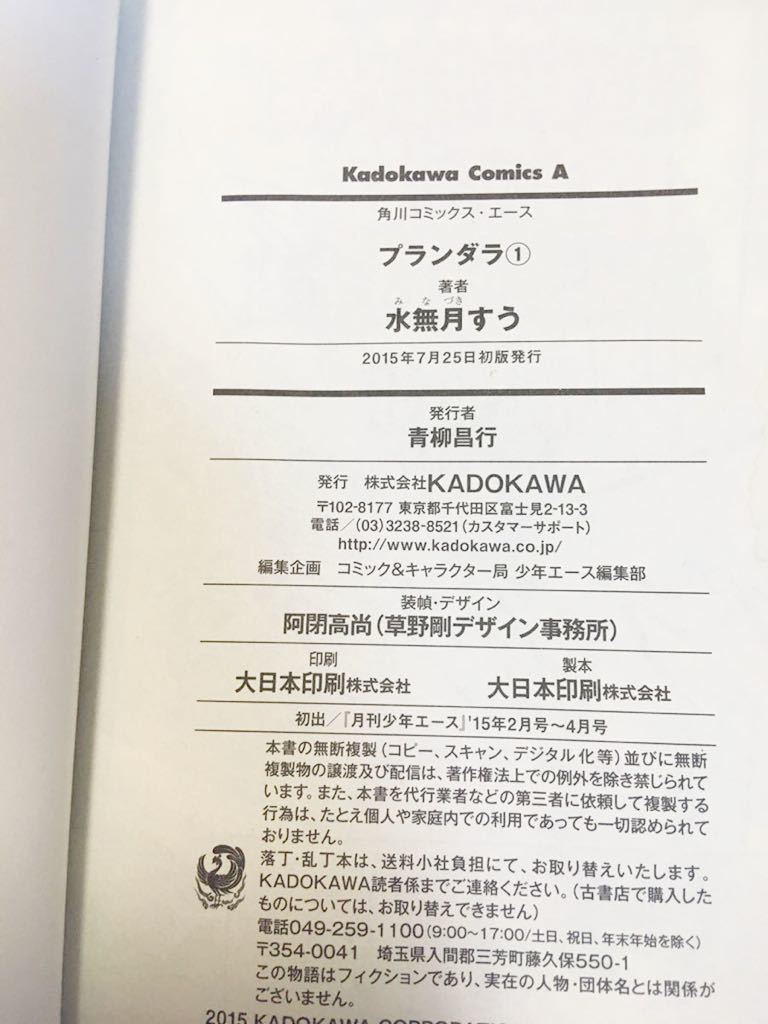 Kadokawa Comics A
角川コミックス・エース
プランダラ①
著者
みなづき
水無月すう
2015年7月25日初版発行
発行者
青柳昌行
発行　株式会社KADOKAWA
〒102-8177 東京都千代田区富士見2-13-3
電話／(03)3238-8521(カスタマーサポート)
http://www.kadokawa.co.jp/
編集企画　コミック&キャラクター局 少年エース編集部
装幀・デザイン
阿閉高尚(草野剛デザイン事務所)
印刷　製本
大日本印刷株式会社　大日本印刷株式会社
初出／『月刊少年エース』'15年2月号〜4月号
本書の無断複製(コピー、スキャン、デジタル化等)並びに無断
複製物の譲渡及び配信は、著作権法上での例外を除き禁じられて
います。また、本書を代行業者などの第三者に依頼して複製する
行為は、たとえ個人や家庭内での利用であっても一切認められて
おりません。
落丁・乱丁本は、送料小社負担にて、お取り替えいたします。
KADOKAWA読者係までご連絡ください。(古書店で購入した
ものについては、お取り替えできません)
電話049-259-1100(9:00〜17:00/土日、祝日、年末年始を除く)
〒354-0041　埼玉県入間郡三芳町藤久保550-1
この物語はフィクションであり、実在の人物・団体名とは関係が
ございません。
2015 KADOKAWA CORPORATIO